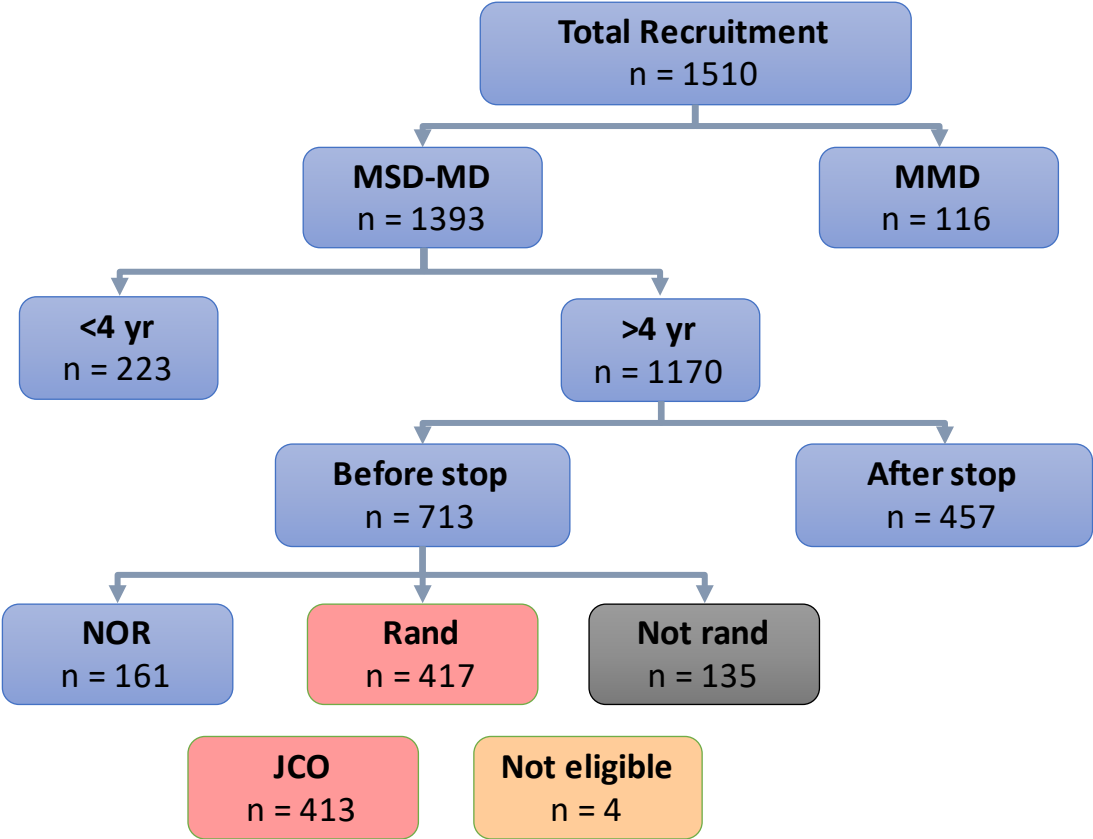 Total Recruitment
n = 1510
MSD-MD
n = 1393
MMD
n = 116
<4 yr
n = 223
>4 yr
n = 1170
Before stop
n = 713
After stop
n = 457
NOR
n = 161
Rand
n = 417
Not rand
n = 135
JCO
n = 413
Not eligible
n = 4